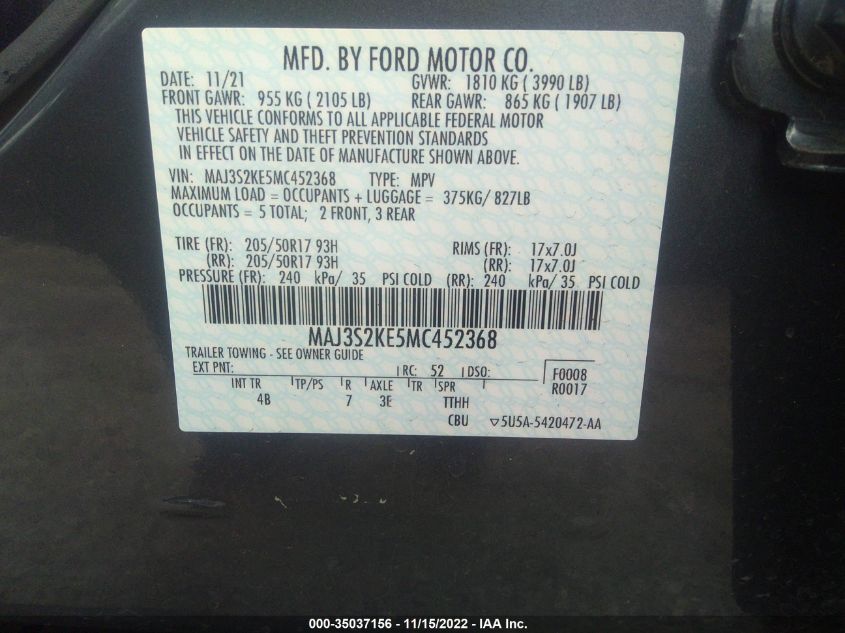 MFD. BY FORD MOTOR CO.
DATE: 11/21 GVWR: 1810 KG ( 3990 LB)
FRONT GAWR: 955 KG ( 2105 LB) REAR GAWR: 865 KG ( 1907 LB)
THIS VEHICLE CONFORMS TO ALL APPLICABLE FEDERAL MOTOR
VEHICLE SAFETY AND THEFT PREVENTION STANDARDS
IN EFFECT ON THE DATE OF MANUFACTURE SHOWN ABOVE.
VIN: MAJ3S2KE5MC452368 TYPE: MPV
MAXIMUM LOAD = OCCUPANTS + LUGGAGE = 375KG/ 827LB
OCCUPANTS = 5 TOTAL; 2 FRONT, 3 REAR
TIRE (FR): 205/50R17 93H RIMS (FR): 17x7.0J
(RR): 205/50R17 93H (RR): 17x7.0J
PRESSURE (FR): 240 kPa/ 35 PSI COLD (RR): 240 kPa/ 35 PSI COLD
MAJ3S2KE5MC452368
TRAILER TOWING - SEE OWNER GUIDE
EXT PNT: RC: 52 DSO: F0008
INT TR TP/PS R AXLE TR SPR R0017
4B 7 3E TTHH
CBU ▽5U5A-5420472-AA
000-35037156 - 11/15/2022 - IAA Inc.